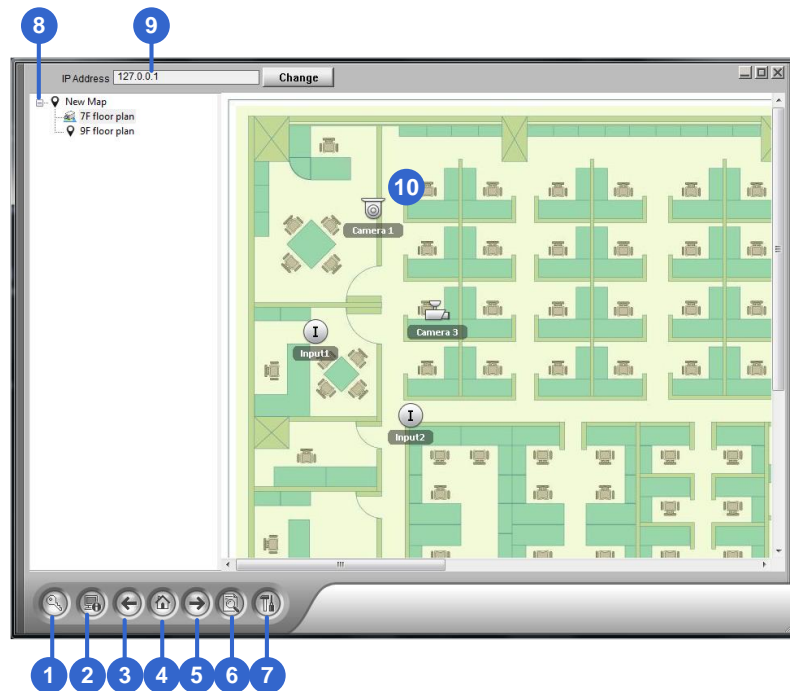 8 9
IP Address 127.0.0.1 Change
New Map
7F floor plan
9F floor plan
10
Camera 1
Camera 3
I
Input1
I
Input2
1 2 3 4 5 6 7